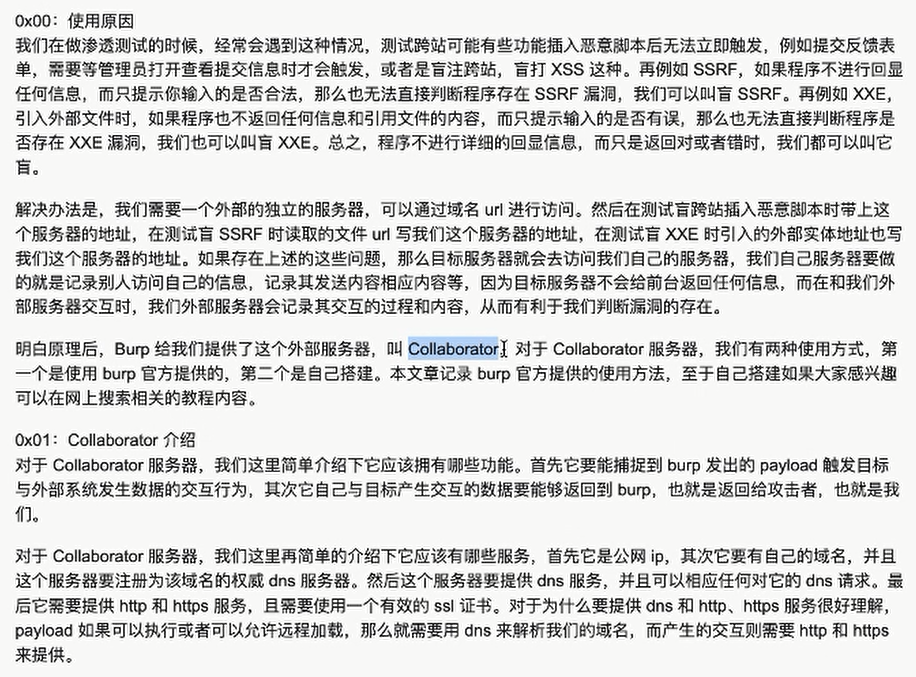 0x00：使用原因
我们在做渗透测试的时候，经常会遇到这种情况，测试跨站可能有些功能插入恶意脚本后无法立即触发，例如提交反馈表
单，需要等管理员打开查看提交信息时才会触发，或者是盲注跨站，盲打 XSS 这种。再例如 SSRF，如果程序不进行回显
任何信息，而只提示你输入的是否合法，那么也无法直接判断程序存在 SSRF 漏洞，我们可以叫盲 SSRF。再例如 XXE，
引入外部文件时，如果程序也不返回任何信息和引用文件的内容，而只提示输入的是否有误，那么也无法直接判断程序是
否存在 XXE 漏洞，我们也可以叫盲 XXE。总之，程序不进行详细的回显信息，而只是返回对或者错时，我们都可以叫它
盲。
解决办法是，我们需要一个外部的独立的服务器，可以通过域名 url 进行访问。然后在测试盲跨站插入恶意脚本时带上这
个服务器的地址，在测试盲 SSRF 时读取的文件 url 写我们这个服务器的地址，在测试盲 XXE 时引入的外部实体地址也写
我们这个服务器的地址。如果存在上述的这些问题，那么目标服务器就会去访问我们自己的服务器，我们自己服务器要做
的就是记录别人访问自己的信息，记录其发送内容相应内容等，因为目标服务器不会给前台返回任何信息，而在和我们外
部服务器交互时，我们外部服务器会记录其交互的过程和内容，从而有利于我们判断漏洞的存在。
明白原理后，Burp 给我们提供了这个外部服务器，叫 Collaborator，对于 Collaborator 服务器，我们有两种使用方式，第
一个是使用 burp 官方提供的，第二个是自己搭建。本文章记录 burp 官方提供的使用方法，至于自己搭建如果大家感兴趣
可以在网上搜索相关的教程内容。
0x01：Collaborator 介绍
对于 Collaborator 服务器，我们这里简单介绍下它应该拥有哪些功能。首先它要能捕捉到 burp 发出的 payload 触发目标
与外部系统发生数据的交互行为，其次它自己与目标产生交互的数据要能够返回到 burp，也就是返回给攻击者，也就是我
们。
对于 Collaborator 服务器，我们这里再简单的介绍下它应该有哪些服务，首先它是公网 ip，其次它要有自己的域名，并且
这个服务器要注册为该域名的权威 dns 服务器。然后这个服务器要提供 dns 服务，并且可以相应任何对它的 dns 请求。最
后它需要提供 http 和 https 服务，且需要使用一个有效的 ssl 证书。对于为什么要提供 dns 和 http、https 服务很好理解，
payload 如果可以执行或者可以允许远程加载，那么就需要用 dns 来解析我们的域名，而产生的交互则需要 http 和 https
来提供。